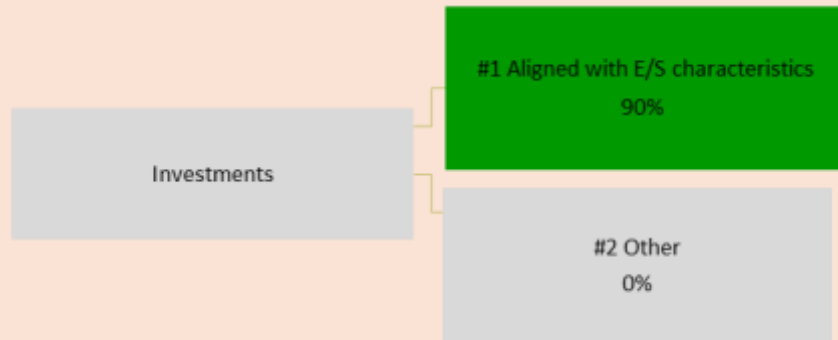 Investments
#1 Aligned with E/S characteristics
90%
#2 Other
0%